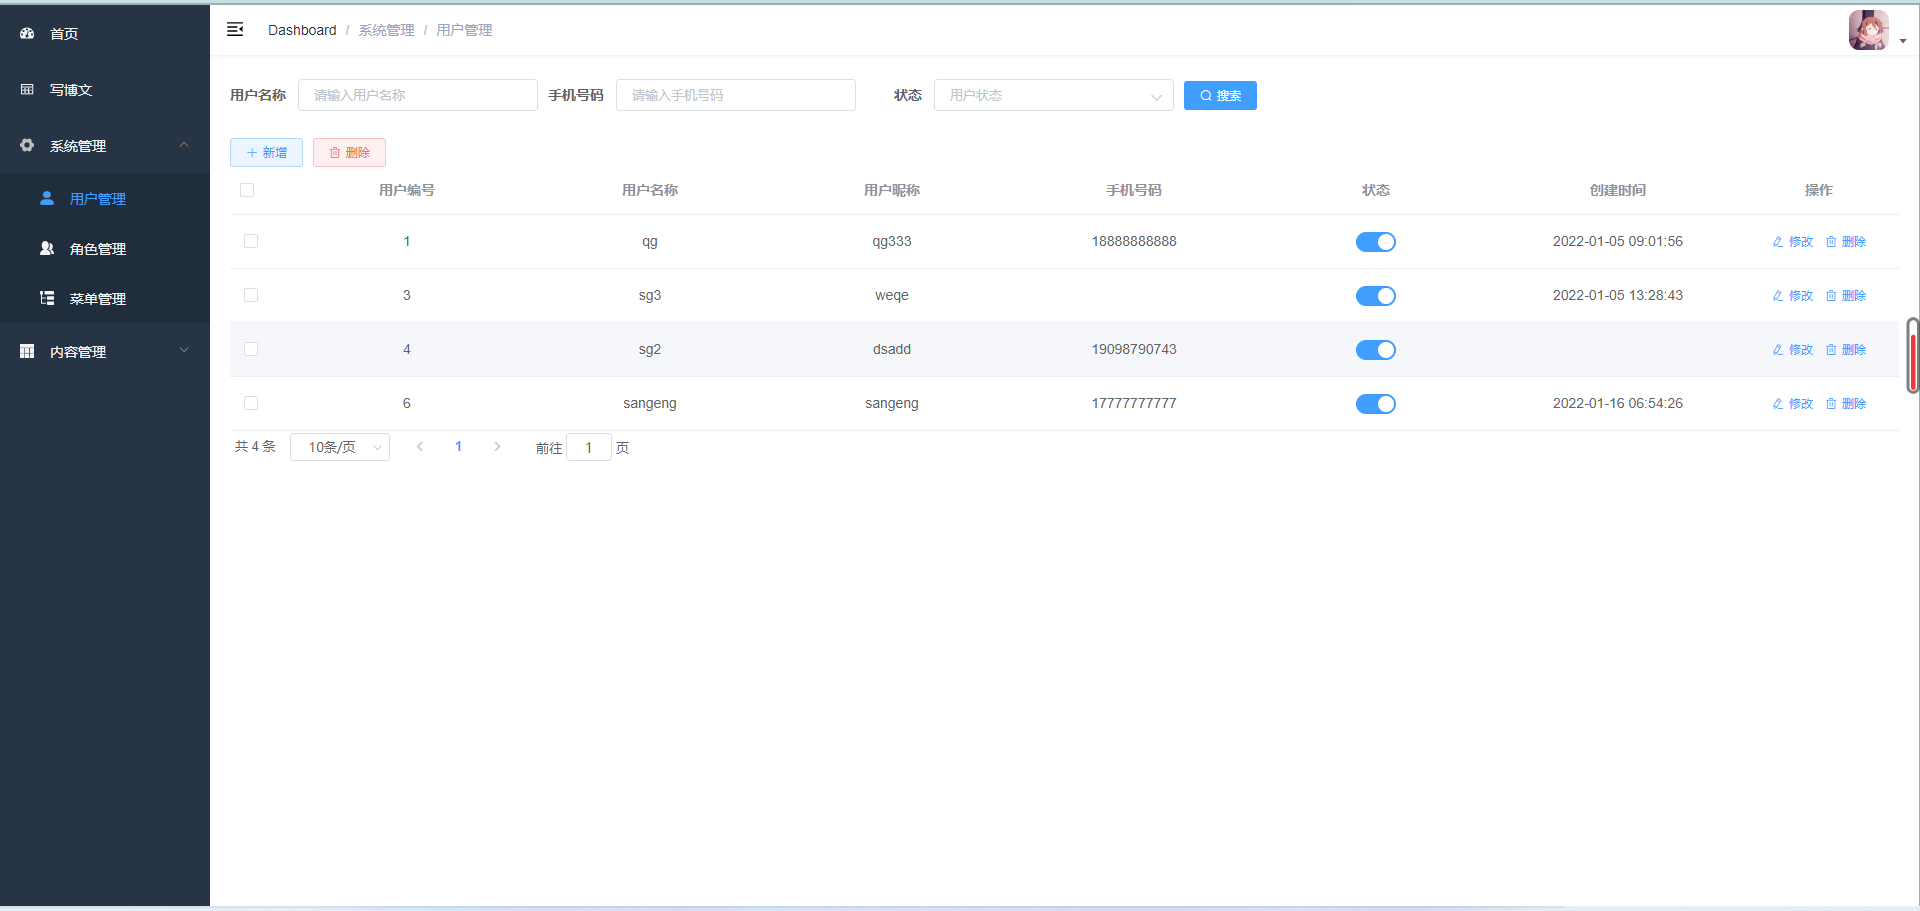 首页
写博文
系统管理
用户管理
角色管理
菜单管理
内容管理
Dashboard / 系统管理 / 用户管理
用户名称 请输入用户名称 手机号码 请输入手机号码 状态 用户状态 搜索
新增 删除
用户编号 用户名称 用户昵称 手机号码 状态 创建时间 操作
1 qg qg333 18888888888 2022-01-05 09:01:56 修改 删除
3 sg3 weqe 2022-01-05 13:28:43 修改 删除
4 sg2 dsadd 19098790743 修改 删除
6 sangeng sangeng 17777777777 2022-01-16 06:54:26 修改 删除
共 4 条 10条/页 1 前往 1 页